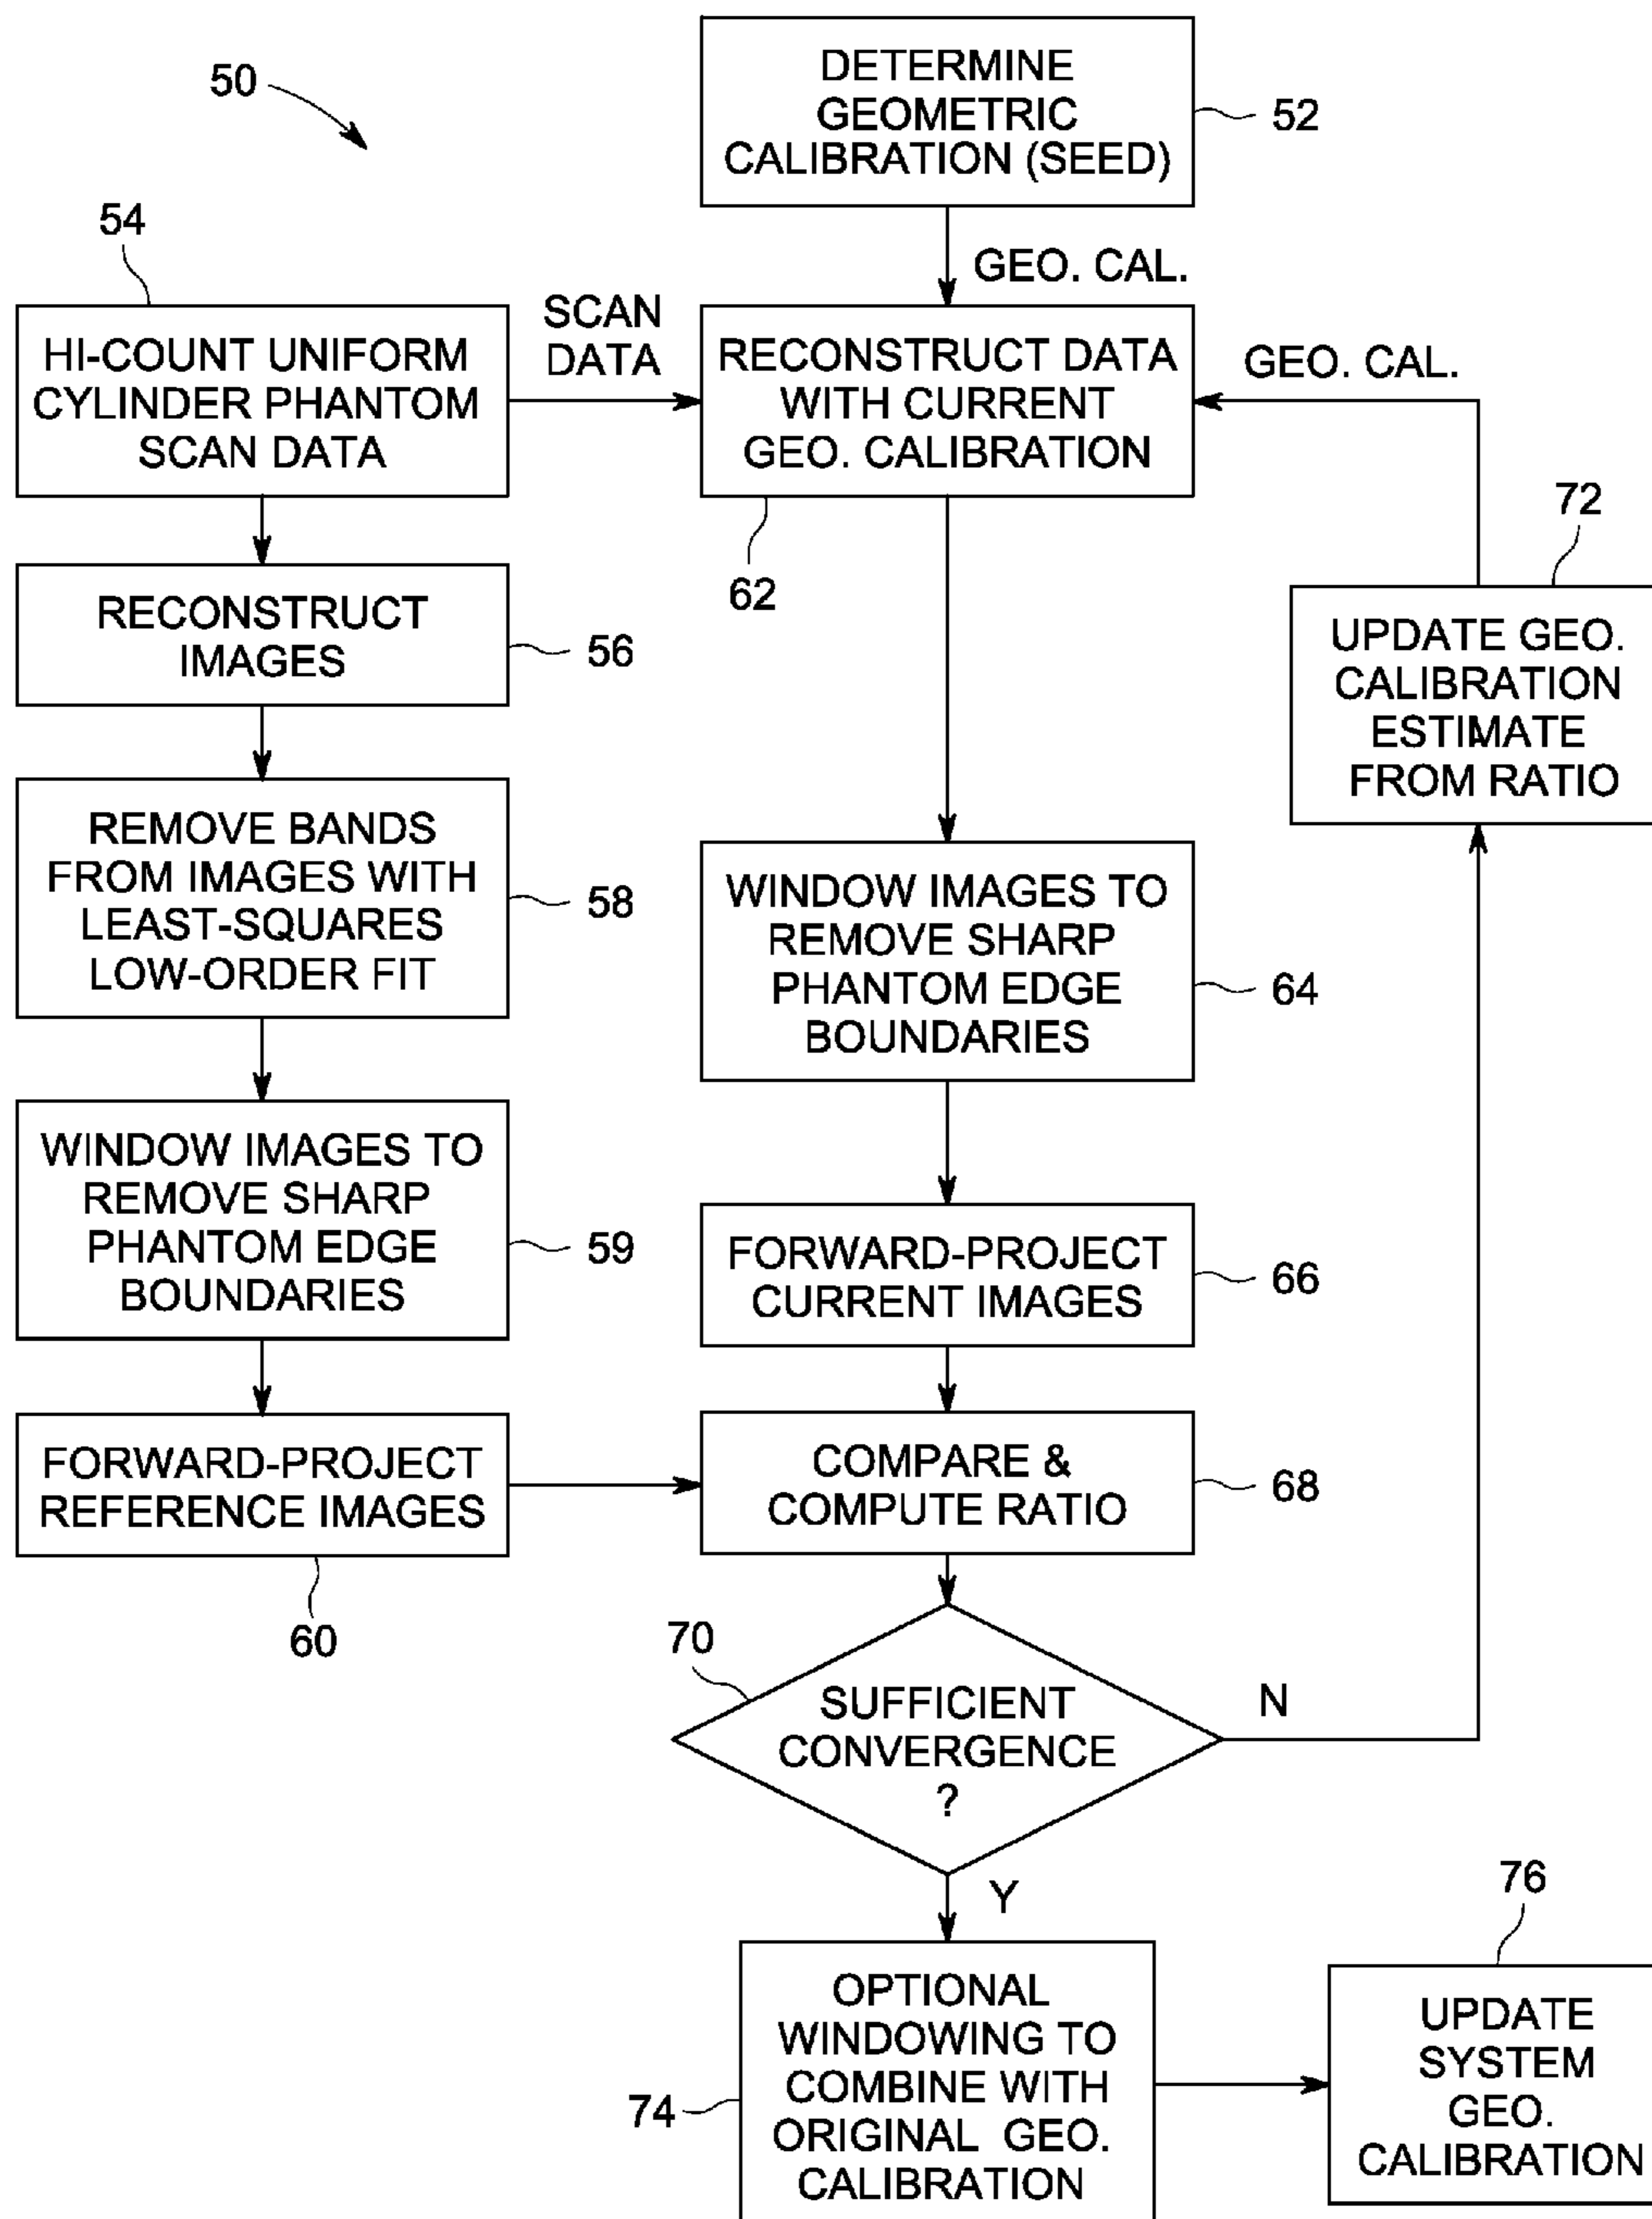 50
DETERMINE
GEOMETRIC
CALIBRATION (SEED)
52
GEO. CAL.
54
HI-COUNT UNIFORM
CYLINDER PHANTOM
SCAN DATA
SCAN
DATA
RECONSTRUCT DATA
WITH CURRENT
GEO. CALIBRATION
62
GEO. CAL.
72
UPDATE GEO.
CALIBRATION
ESTIMATE
FROM RATIO
RECONSTRUCT
IMAGES
56
REMOVE BANDS
FROM IMAGES WITH
LEAST-SQUARES
LOW-ORDER FIT
58
WINDOW IMAGES TO
REMOVE SHARP
PHANTOM EDGE
BOUNDARIES
59
FORWARD-PROJECT
REFERENCE IMAGES
60
WINDOW IMAGES TO
REMOVE SHARP
PHANTOM EDGE
BOUNDARIES
64
FORWARD-PROJECT
CURRENT IMAGES
66
COMPARE &
COMPUTE RATIO
68
70
SUFFICIENT
CONVERGENCE
?
N
Y
OPTIONAL
WINDOWING TO
COMBINE WITH
ORIGINAL GEO.
CALIBRATION
74
76
UPDATE
SYSTEM
GEO.
CALIBRATION